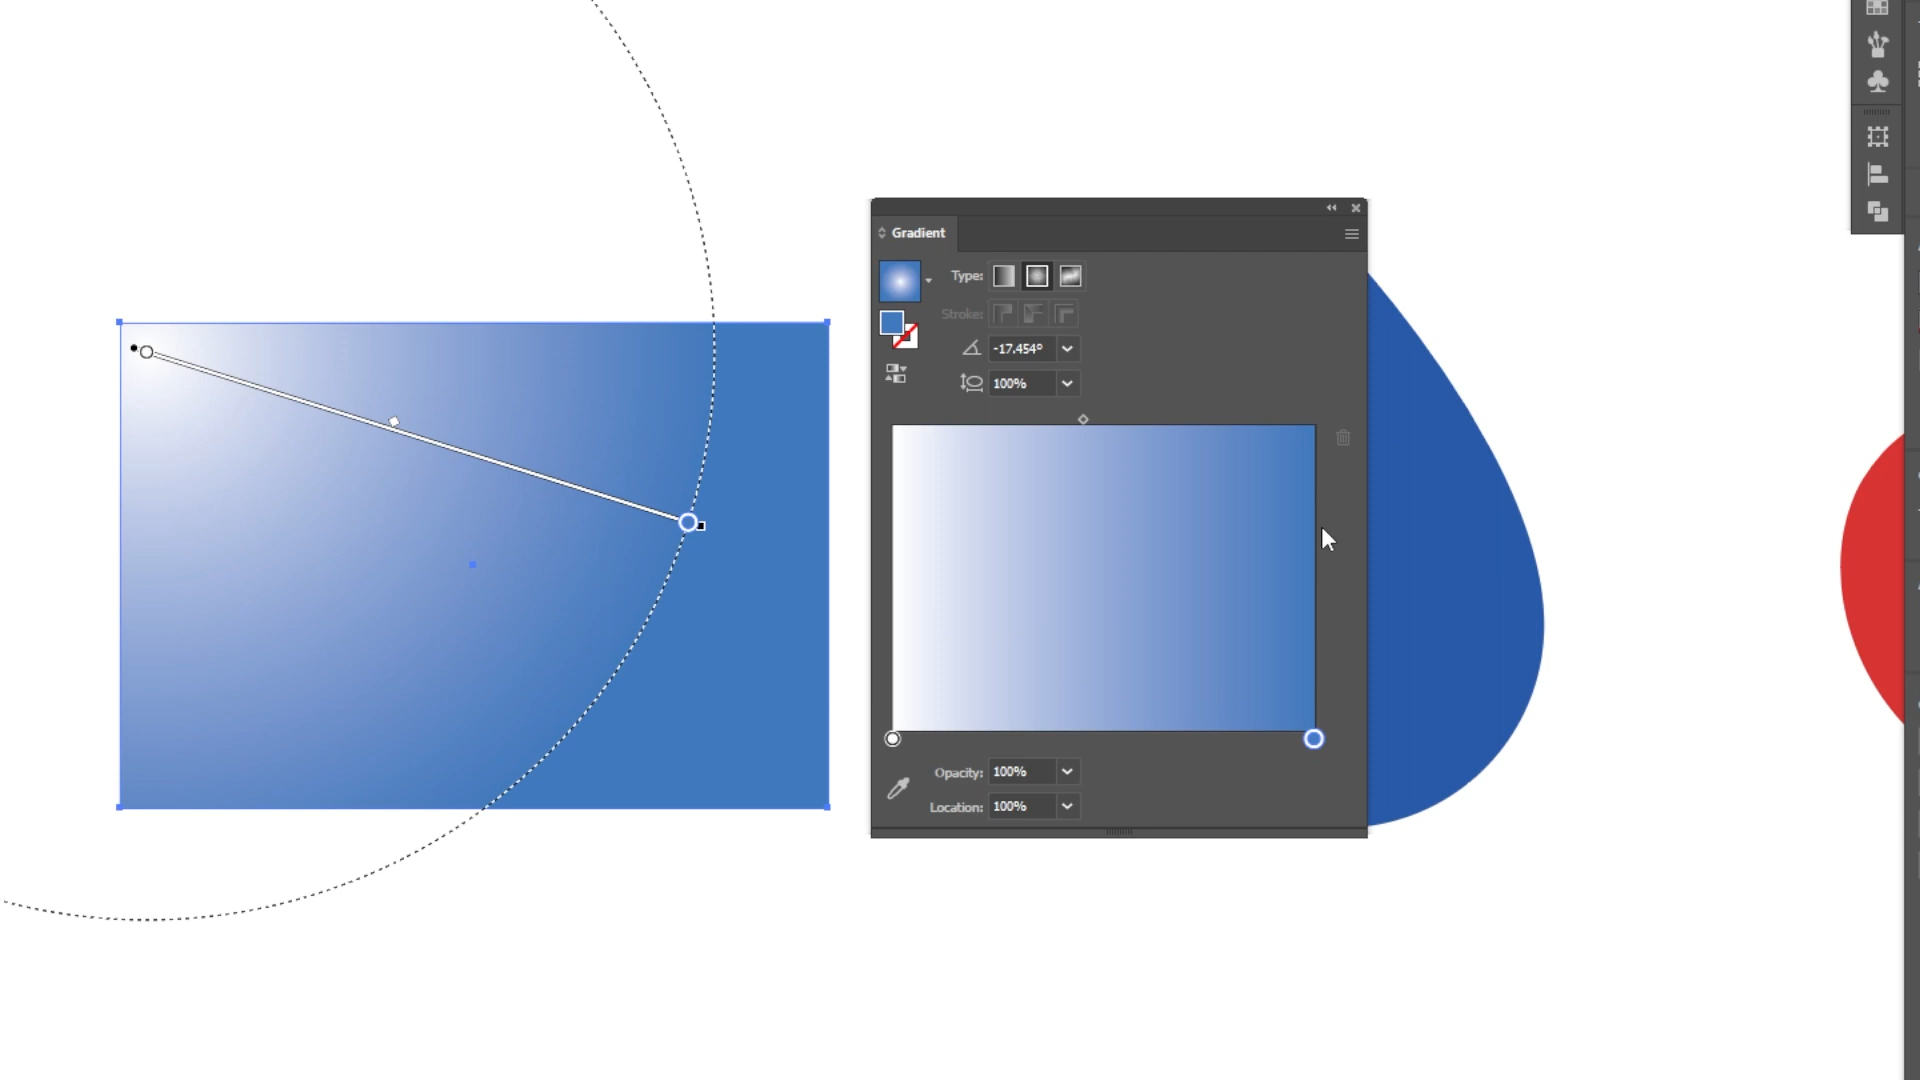 Gradient
Type:
Stroke:
-17.454°
100%
Opacity: 100%
Location: 100%